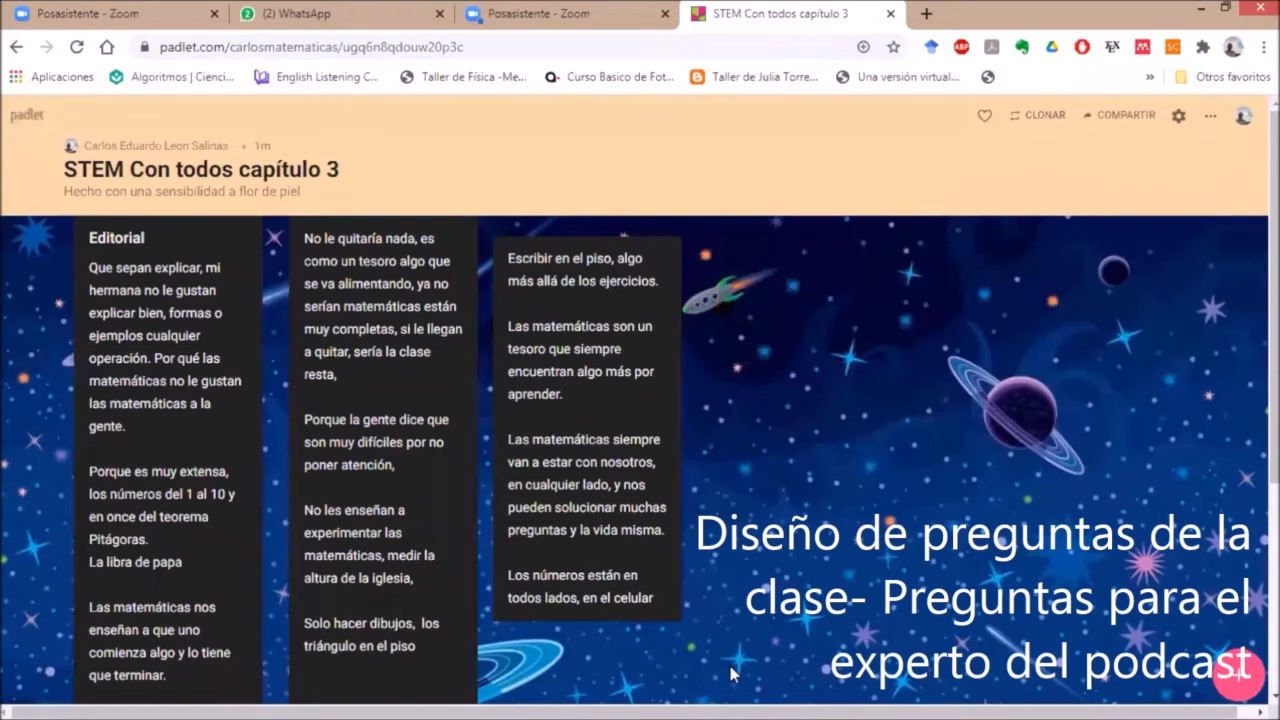 Posasistente - Zoom
(2) WhatsApp
Posasistente - Zoom
STEM Con todos capítulo 3
padlet.com/carlosmatematicas/ugq6n8qdouw20p3c
Aplicaciones
Algoritmos | Cienci...
English Listening C...
Taller de Física -Me...
Curso Basico de Fot...
Taller de Julia Torre...
Una versión virtual...
»
Otros favoritos
padlet
CLONAR
COMPARTIR
Carlos Eduardo Leon Salinas • 1m
STEM Con todos capítulo 3
Hecho con una sensibilidad a flor de piel
Editorial
Que sepan explicar, mi
hermana no le gustan
explicar bien, formas o
ejemplos cualquier
operación. Por qué las
matemáticas no le gustan
las matemáticas a la
gente.
Porque es muy extensa,
los números del 1 al 10 y
en once del teorema
Pitágoras.
La libra de papa
Las matemáticas nos
enseñan a que uno
comienza algo y lo tiene
que terminar.
No le quitaría nada, es
como un tesoro algo que
se va alimentando, ya no
serían matemáticas están
muy completas, si le llegan
a quitar, sería la clase
resta,
Porque la gente dice que
son muy difíciles por no
poner atención,
No les enseñan a
experimentar las
matemáticas, medir la
altura de la iglesia,
Solo hacer dibujos, los
triángulo en el piso
Escribir en el piso, algo
más allá de los ejercicios.
Las matemáticas son un
tesoro que siempre
encuentran algo más por
aprender.
Las matemáticas siempre
van a estar con nosotros,
en cualquier lado, y nos
pueden solucionar muchas
preguntas y la vida misma.
Los números están en
todos lados, en el celular
Diseño de preguntas de la
clase- Preguntas para el
experto del podcast